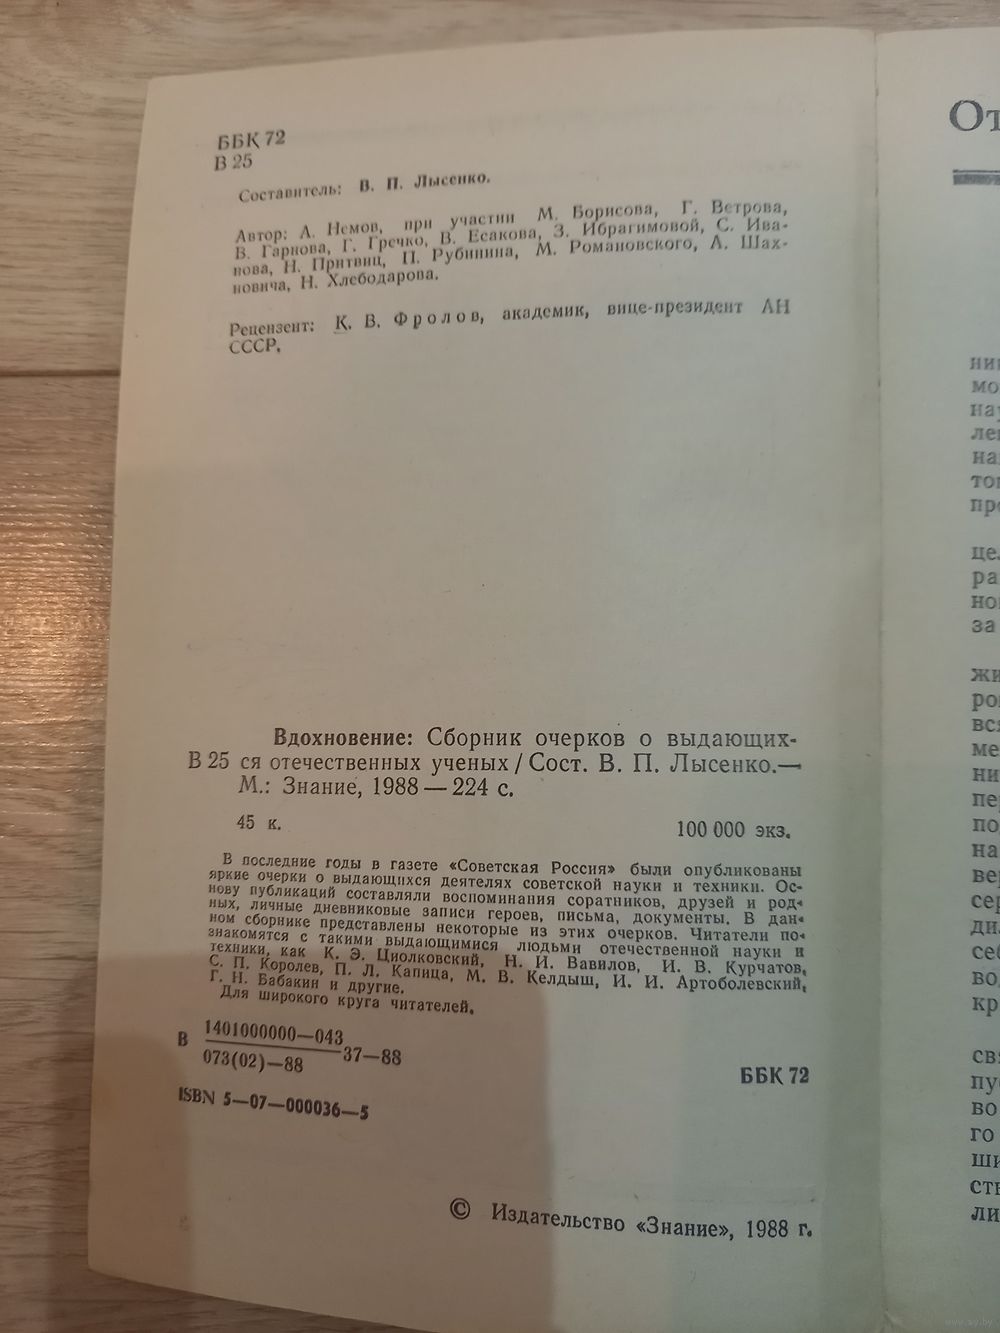 ББК 72
В 25
Составитель: В. П. Лысенко.
Автор: А. Немов, при участии М. Борисова, Г. Ветрова,
В. Гарнова, Г. Гречко, В. Есакова, З. Ибрагимовой, С. Ива-
нова, Н. Притвиц, П. Рубинина, М. Романовского, А. Шах-
новича, Н. Хлебодарова.
Рецензент: К. В. Фролов, академик, вице-президент АН
СССР.
Вдохновение: Сборник очерков о выдающих-
В 25 ся отечественных ученых / Сост. В. П. Лысенко.—
М.: Знание, 1988 — 224 с.
45 к. 100 000 экз.
В последние годы в газете «Советская Россия» были опубликованы
яркие очерки о выдающихся деятелях советской науки и техники. Ос-
нову публикаций составляли воспоминания соратников, друзей и род-
ных, личные дневниковые записи героев, письма, документы. В дан-
ном сборнике представлены некоторые из этих очерков. Читатели по-
знакомятся с такими выдающимися людьми отечественной науки и
техники, как К. Э. Циолковский, Н. И. Вавилов, И. В. Курчатов,
С. П. Королев, П. Л. Капица, М. В. Келдыш, И. И. Артоболевский,
Г. Н. Бабакин и другие.
Для широкого круга читателей.
В 1401000000—043
073(02)—88 37—88
ББК 72
ISBN 5—07—000036—5
© Издательство «Знание», 1988 г.
От
ни
мо
нау
ле
на
то
пр
це
ра
но
за
жи
ро
вс
ме
ни
пе
по
на
ве
се
ди
се
во
кр
св
пу
во
го
ши
ст
ли